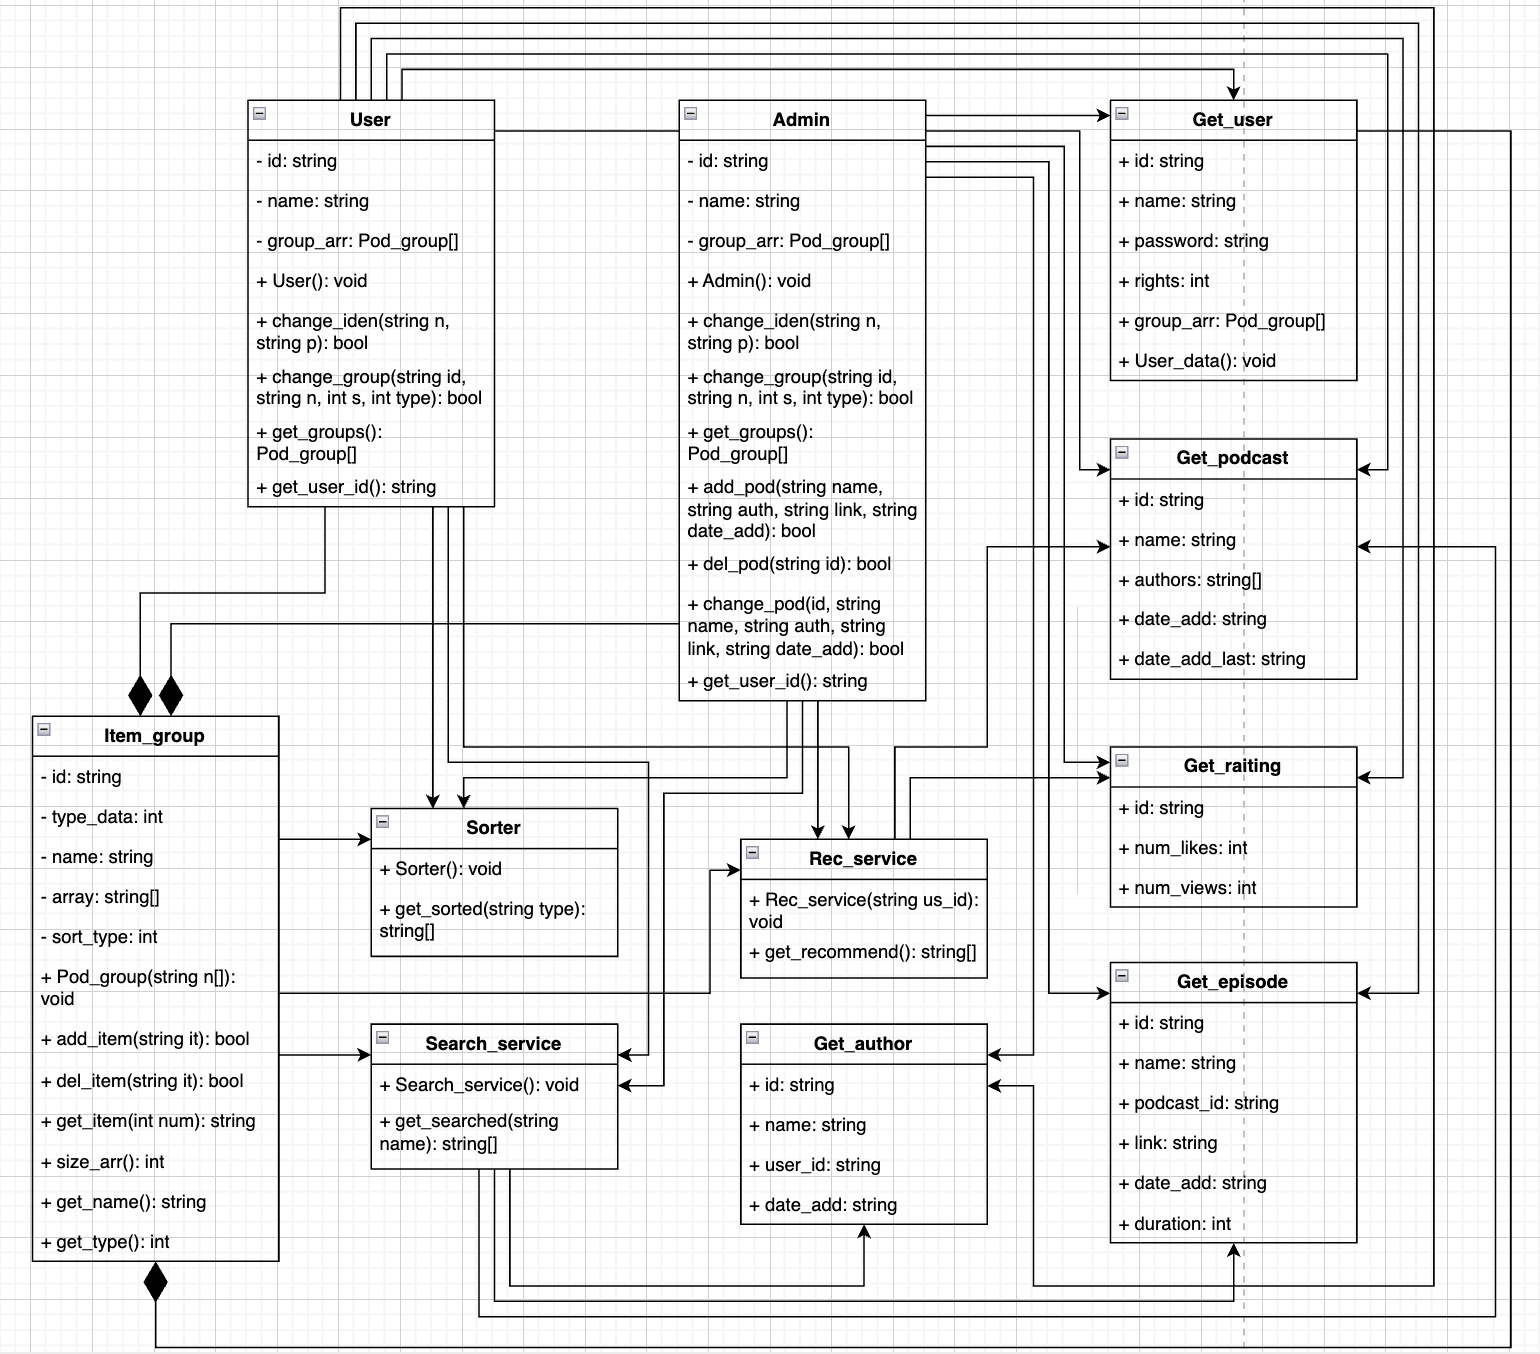 User
- id: string
- name: string
- group_arr: Pod_group[]
+ User(): void
+ change_iden(string n,
string p): bool
+ change_group(string id,
string n, int s, int type): bool
+ get_groups():
Pod_group[]
+ get_user_id(): string
Admin
- id: string
- name: string
- group_arr: Pod_group[]
+ Admin(): void
+ change_iden(string n,
string p): bool
+ change_group(string id,
string n, int s, int type): bool
+ get_groups():
Pod_group[]
+ add_pod(string name,
string auth, string link, string
date_add): bool
+ del_pod(string id): bool
+ change_pod(id, string
name, string auth, string
link, string date_add): bool
+ get_user_id(): string
Get_user
+ id: string
+ name: string
+ password: string
+ rights: int
+ group_arr: Pod_group[]
+ User_data(): void
Get_podcast
+ id: string
+ name: string
+ authors: string[]
+ date_add: string
+ date_add_last: string
Item_group
- id: string
- type_data: int
- name: string
- array: string[]
- sort_type: int
+ Pod_group(string n[]):
void
+ add_item(string it): bool
+ del_item(string it): bool
+ get_item(int num): string
+ size_arr(): int
+ get_name(): string
+ get_type(): int
Sorter
+ Sorter(): void
+ get_sorted(string type):
string[]
Rec_service
+ Rec_service(string us_id):
void
+ get_recommend(): string[]
Get_raiting
+ id: string
+ num_likes: int
+ num_views: int
Search_service
+ Search_service(): void
+ get_searched(string
name): string[]
Get_author
+ id: string
+ name: string
+ user_id: string
+ date_add: string
Get_episode
+ id: string
+ name: string
+ podcast_id: string
+ link: string
+ date_add: string
+ duration: int